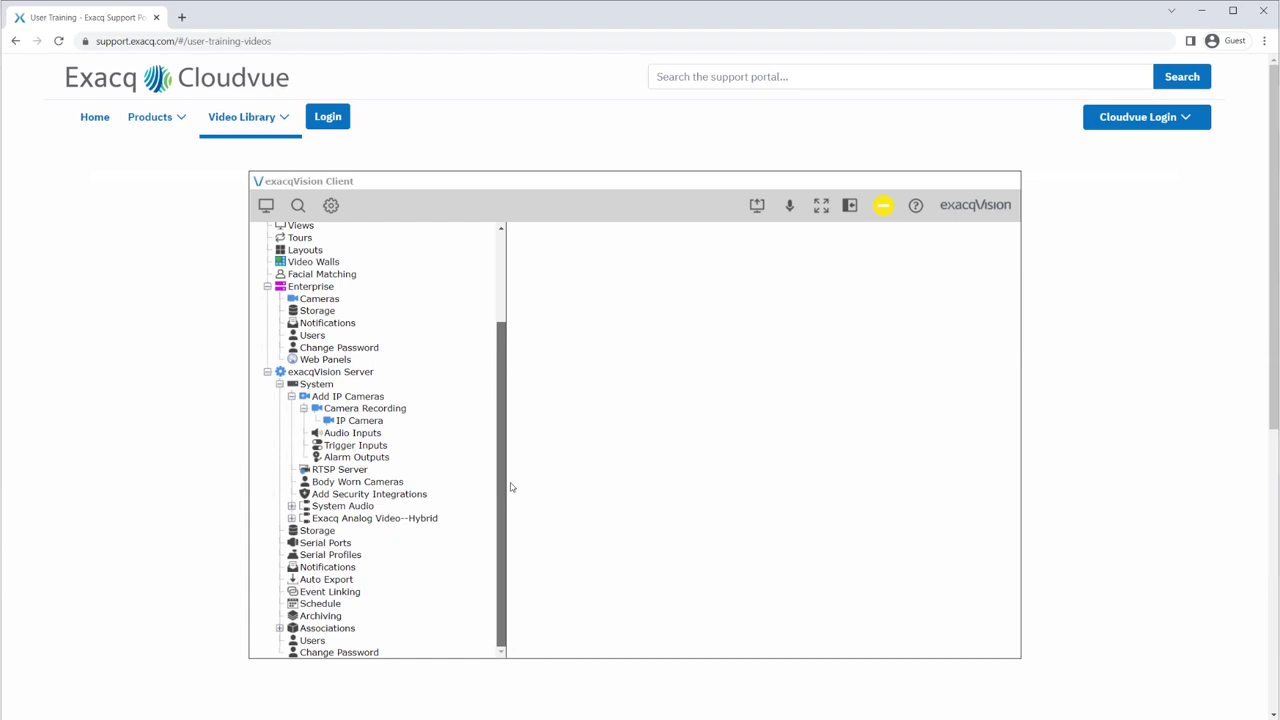 User Training - Exacq Support Po
support.exacq.com/#/user-training-videos
Guest
Exacq Cloudvue
Search the support portal...
Search
Home
Products
Video Library
Login
Cloudvue Login
exacqVision Client
exacqVision
Views
Tours
Layouts
Video Walls
Facial Matching
Enterprise
Cameras
Storage
Notifications
Users
Change Password
Web Panels
exacqVision Server
System
Add IP Cameras
Camera Recording
IP Camera
Audio Inputs
Trigger Inputs
Alarm Outputs
RTSP Server
Body Worn Cameras
Add Security Integrations
System Audio
Exacq Analog Video--Hybrid
Storage
Serial Ports
Serial Profiles
Notifications
Auto Export
Event Linking
Schedule
Archiving
Associations
Users
Change Password